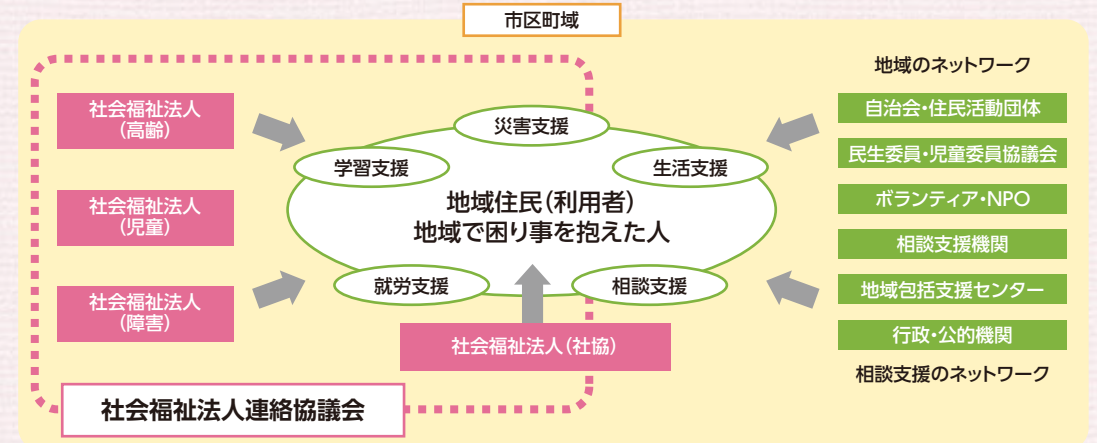 市区町域
社会福祉法人
(高齢)
社会福祉法人
(児童)
社会福祉法人
(障害)
災害支援
学習支援
生活支援
地域住民(利用者)
地域で困り事を抱えた人
就労支援
相談支援
社会福祉法人(社協)
社会福祉法人連絡協議会
地域のネットワーク
自治会・住民活動団体
民生委員・児童委員協議会
ボランティア・NPO
相談支援機関
地域包括支援センター
行政・公的機関
相談支援のネットワーク